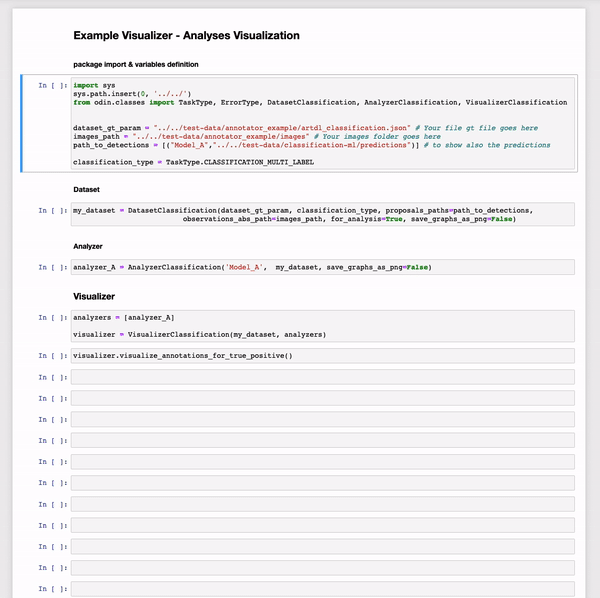 Example Visualizer - Analyses Visualization
package import & variables definition
In [ ]: import sys
sys.path.insert(0, '../../')
from odin.classes import TaskType, ErrorType, DatasetClassification, AnalyzerClassification, VisualizerClassification
dataset_gt_param = "../../test-data/annotator_example/artdl_classification.json" # Your file gt file goes here
images_path = "../../test-data/annotator_example/images" # Your images folder goes here
path_to_detections = [("Model_A","../../test-data/classification-ml/predictions")] # to show also the predictions
classification_type = TaskType.CLASSIFICATION_MULTI_LABEL
Dataset
In [ ]: my_dataset = DatasetClassification(dataset_gt_param, classification_type, proposals_paths=path_to_detections,
observations_abs_path=images_path, for_analysis=True, save_graphs_as_png=False)
Analyzer
In [ ]: analyzer_A = AnalyzerClassification('Model_A',  my_dataset, save_graphs_as_png=False)
Visualizer
In [ ]: analyzers = [analyzer_A]
visualizer = VisualizerClassification(my_dataset, analyzers)
In [ ]: visualizer.visualize_annotations_for_true_positive()
In [ ]:
In [ ]:
In [ ]:
In [ ]:
In [ ]:
In [ ]:
In [ ]:
In [ ]:
In [ ]:
In [ ]:
In [ ]: